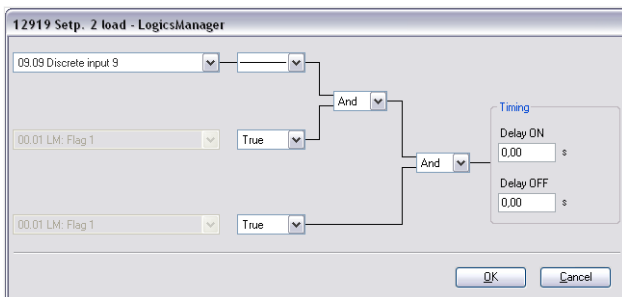 12919 Setp. 2 load - LogicsManager
09.09 Discrete input 9
And
Timing
Delay ON
00.01 LM: Flag 1 True
0,00 s
And
Delay OFF
0,00 s
00.01 LM: Flag 1 True
OK Cancel